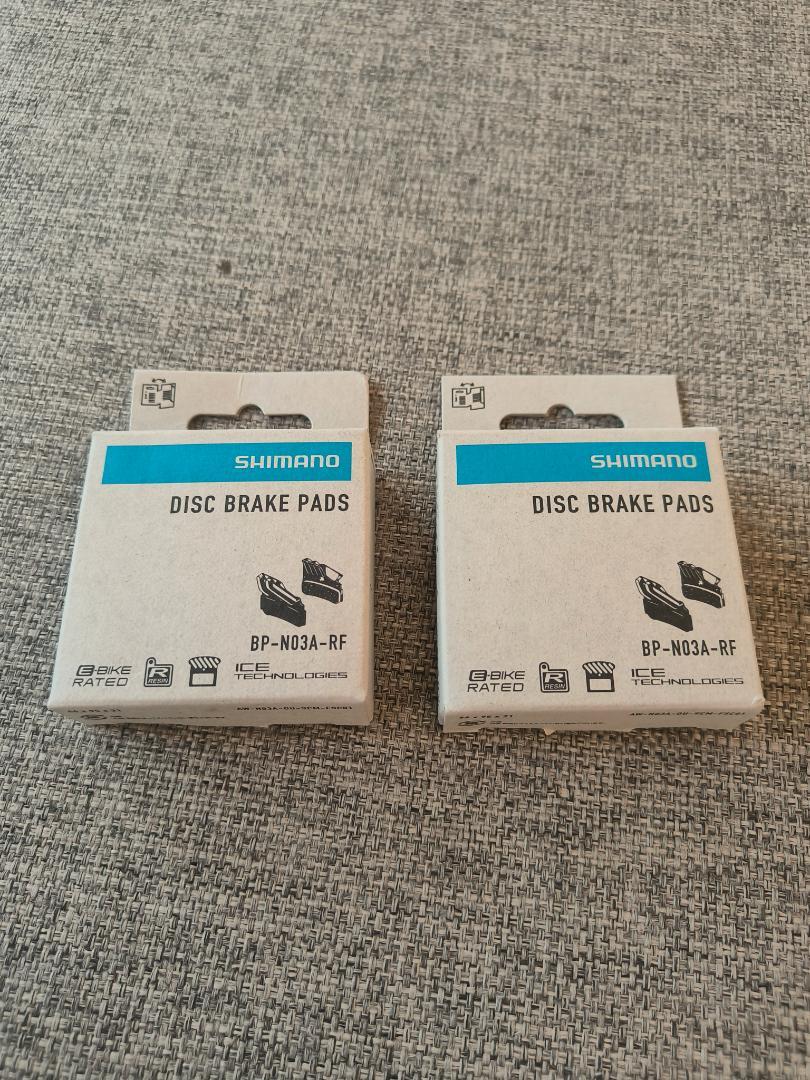 SHIMANO
DISC BRAKE PADS
BP-N03A-RF
E-BIKE RATED
R RESIN
ICE TECHNOLOGIES
SHIMANO
DISC BRAKE PADS
BP-N03A-RF
E-BIKE RATED
R RESIN
ICE TECHNOLOGIES